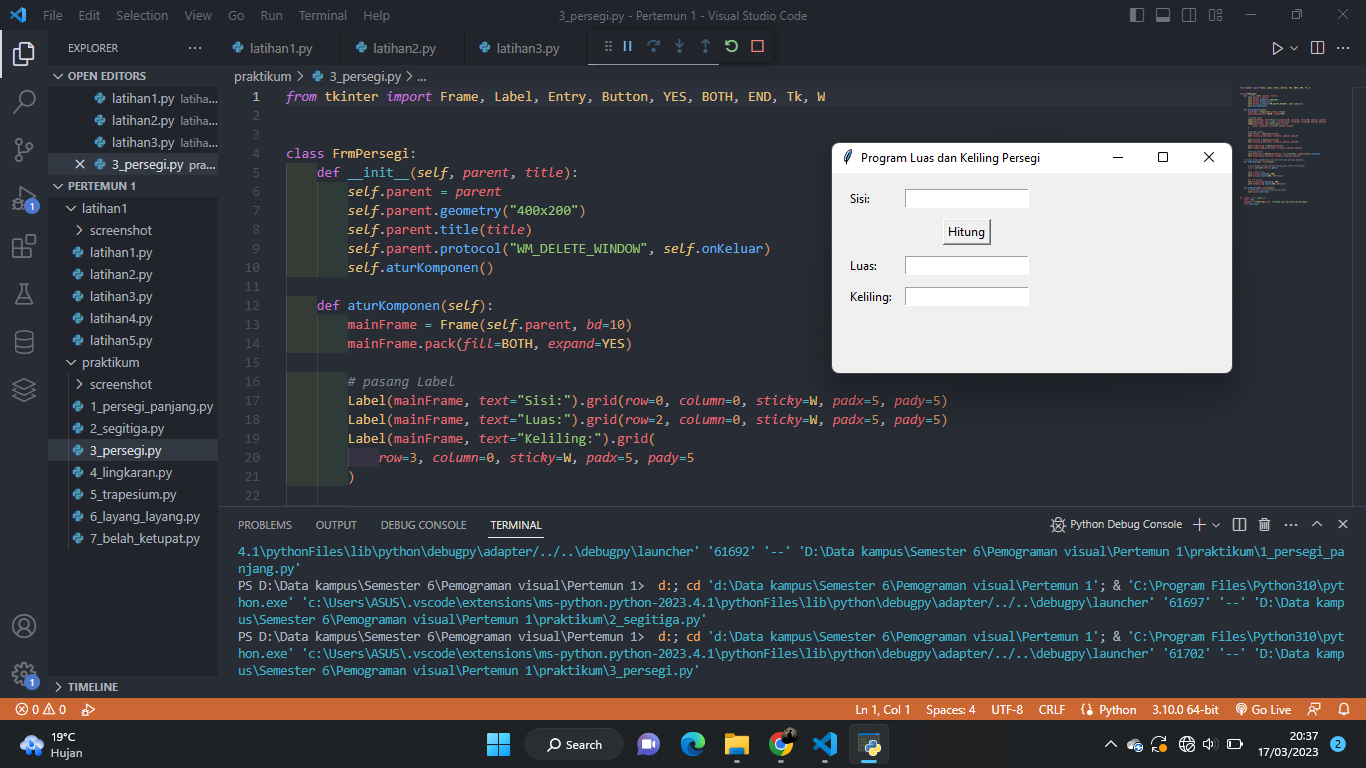 File Edit Selection View Go Run Terminal Help
3_persegi.py - Pertemun 1 - Visual Studio Code
EXPLORER
OPEN EDITORS
latihan1.py latiha...
latihan2.py latiha...
latihan3.py latiha...
3_persegi.py pra...
PERTEMUN 1
latihan1
screenshot
latihan1.py
latihan2.py
latihan3.py
latihan4.py
latihan5.py
praktikum
screenshot
1_persegi_panjang.py
2_segitiga.py
3_persegi.py
4_lingkaran.py
5_trapesium.py
6_layang_layang.py
7_belah_ketupat.py
TIMELINE
1
1
latihan1.py latihan2.py latihan3.py
praktikum > 3_persegi.py > ...
1 from tkinter import Frame, Label, Entry, Button, YES, BOTH, END, Tk, W
2
3
4 class FrmPersegi:
5 def __init__(self, parent, title):
6 self.parent = parent
7 self.parent.geometry("400x200")
8 self.parent.title(title)
9 self.parent.protocol("WM_DELETE_WINDOW", self.onKeluar)
10 self.aturKomponen()
11
12 def aturKomponen(self):
13 mainFrame = Frame(self.parent, bd=10)
14 mainFrame.pack(fill=BOTH, expand=YES)
15
16 # pasang Label
17 Label(mainFrame, text="Sisi:").grid(row=0, column=0, sticky=W, padx=5, pady=5)
18 Label(mainFrame, text="Luas:").grid(row=2, column=0, sticky=W, padx=5, pady=5)
19 Label(mainFrame, text="Keliling:").grid(
20 row=3, column=0, sticky=W, padx=5, pady=5
21 )
22
Program Luas dan Keliling Persegi
Sisi:
Hitung
Luas:
Keliling:
PROBLEMS OUTPUT DEBUG CONSOLE TERMINAL
Python Debug Console
4.1\pythonFiles\lib\python\debugpy\adapter/../..\debugpy\launcher' '61692' '--' 'D:\Data kampus\Semester 6\Pemograman visual\Pertemun 1\praktikum\1_persegi_pa
njang.py'
PS D:\Data kampus\Semester 6\Pemograman visual\Pertemun 1> d:; cd 'd:\Data kampus\Semester 6\Pemograman visual\Pertemun 1'; & 'C:\Program Files\Python310\pyt
hon.exe' 'c:\Users\ASUS\.vscode\extensions\ms-python.python-2023.4.1\pythonFiles\lib\python\debugpy\adapter/../..\debugpy\launcher' '61697' '--' 'D:\Data kamp
us\Semester 6\Pemograman visual\Pertemun 1\praktikum\2_segitiga.py'
PS D:\Data kampus\Semester 6\Pemograman visual\Pertemun 1> d:; cd 'd:\Data kampus\Semester 6\Pemograman visual\Pertemun 1'; & 'C:\Program Files\Python310\pyt
hon.exe' 'c:\Users\ASUS\.vscode\extensions\ms-python.python-2023.4.1\pythonFiles\lib\python\debugpy\adapter/../..\debugpy\launcher' '61702' '--' 'D:\Data kamp
us\Semester 6\Pemograman visual\Pertemun 1\praktikum\3_persegi.py'
0 0
Ln 1, Col 1 Spaces: 4 UTF-8 CRLF Python 3.10.0 64-bit Go Live
19°C
Hujan
Search
20:37
17/03/2023
2